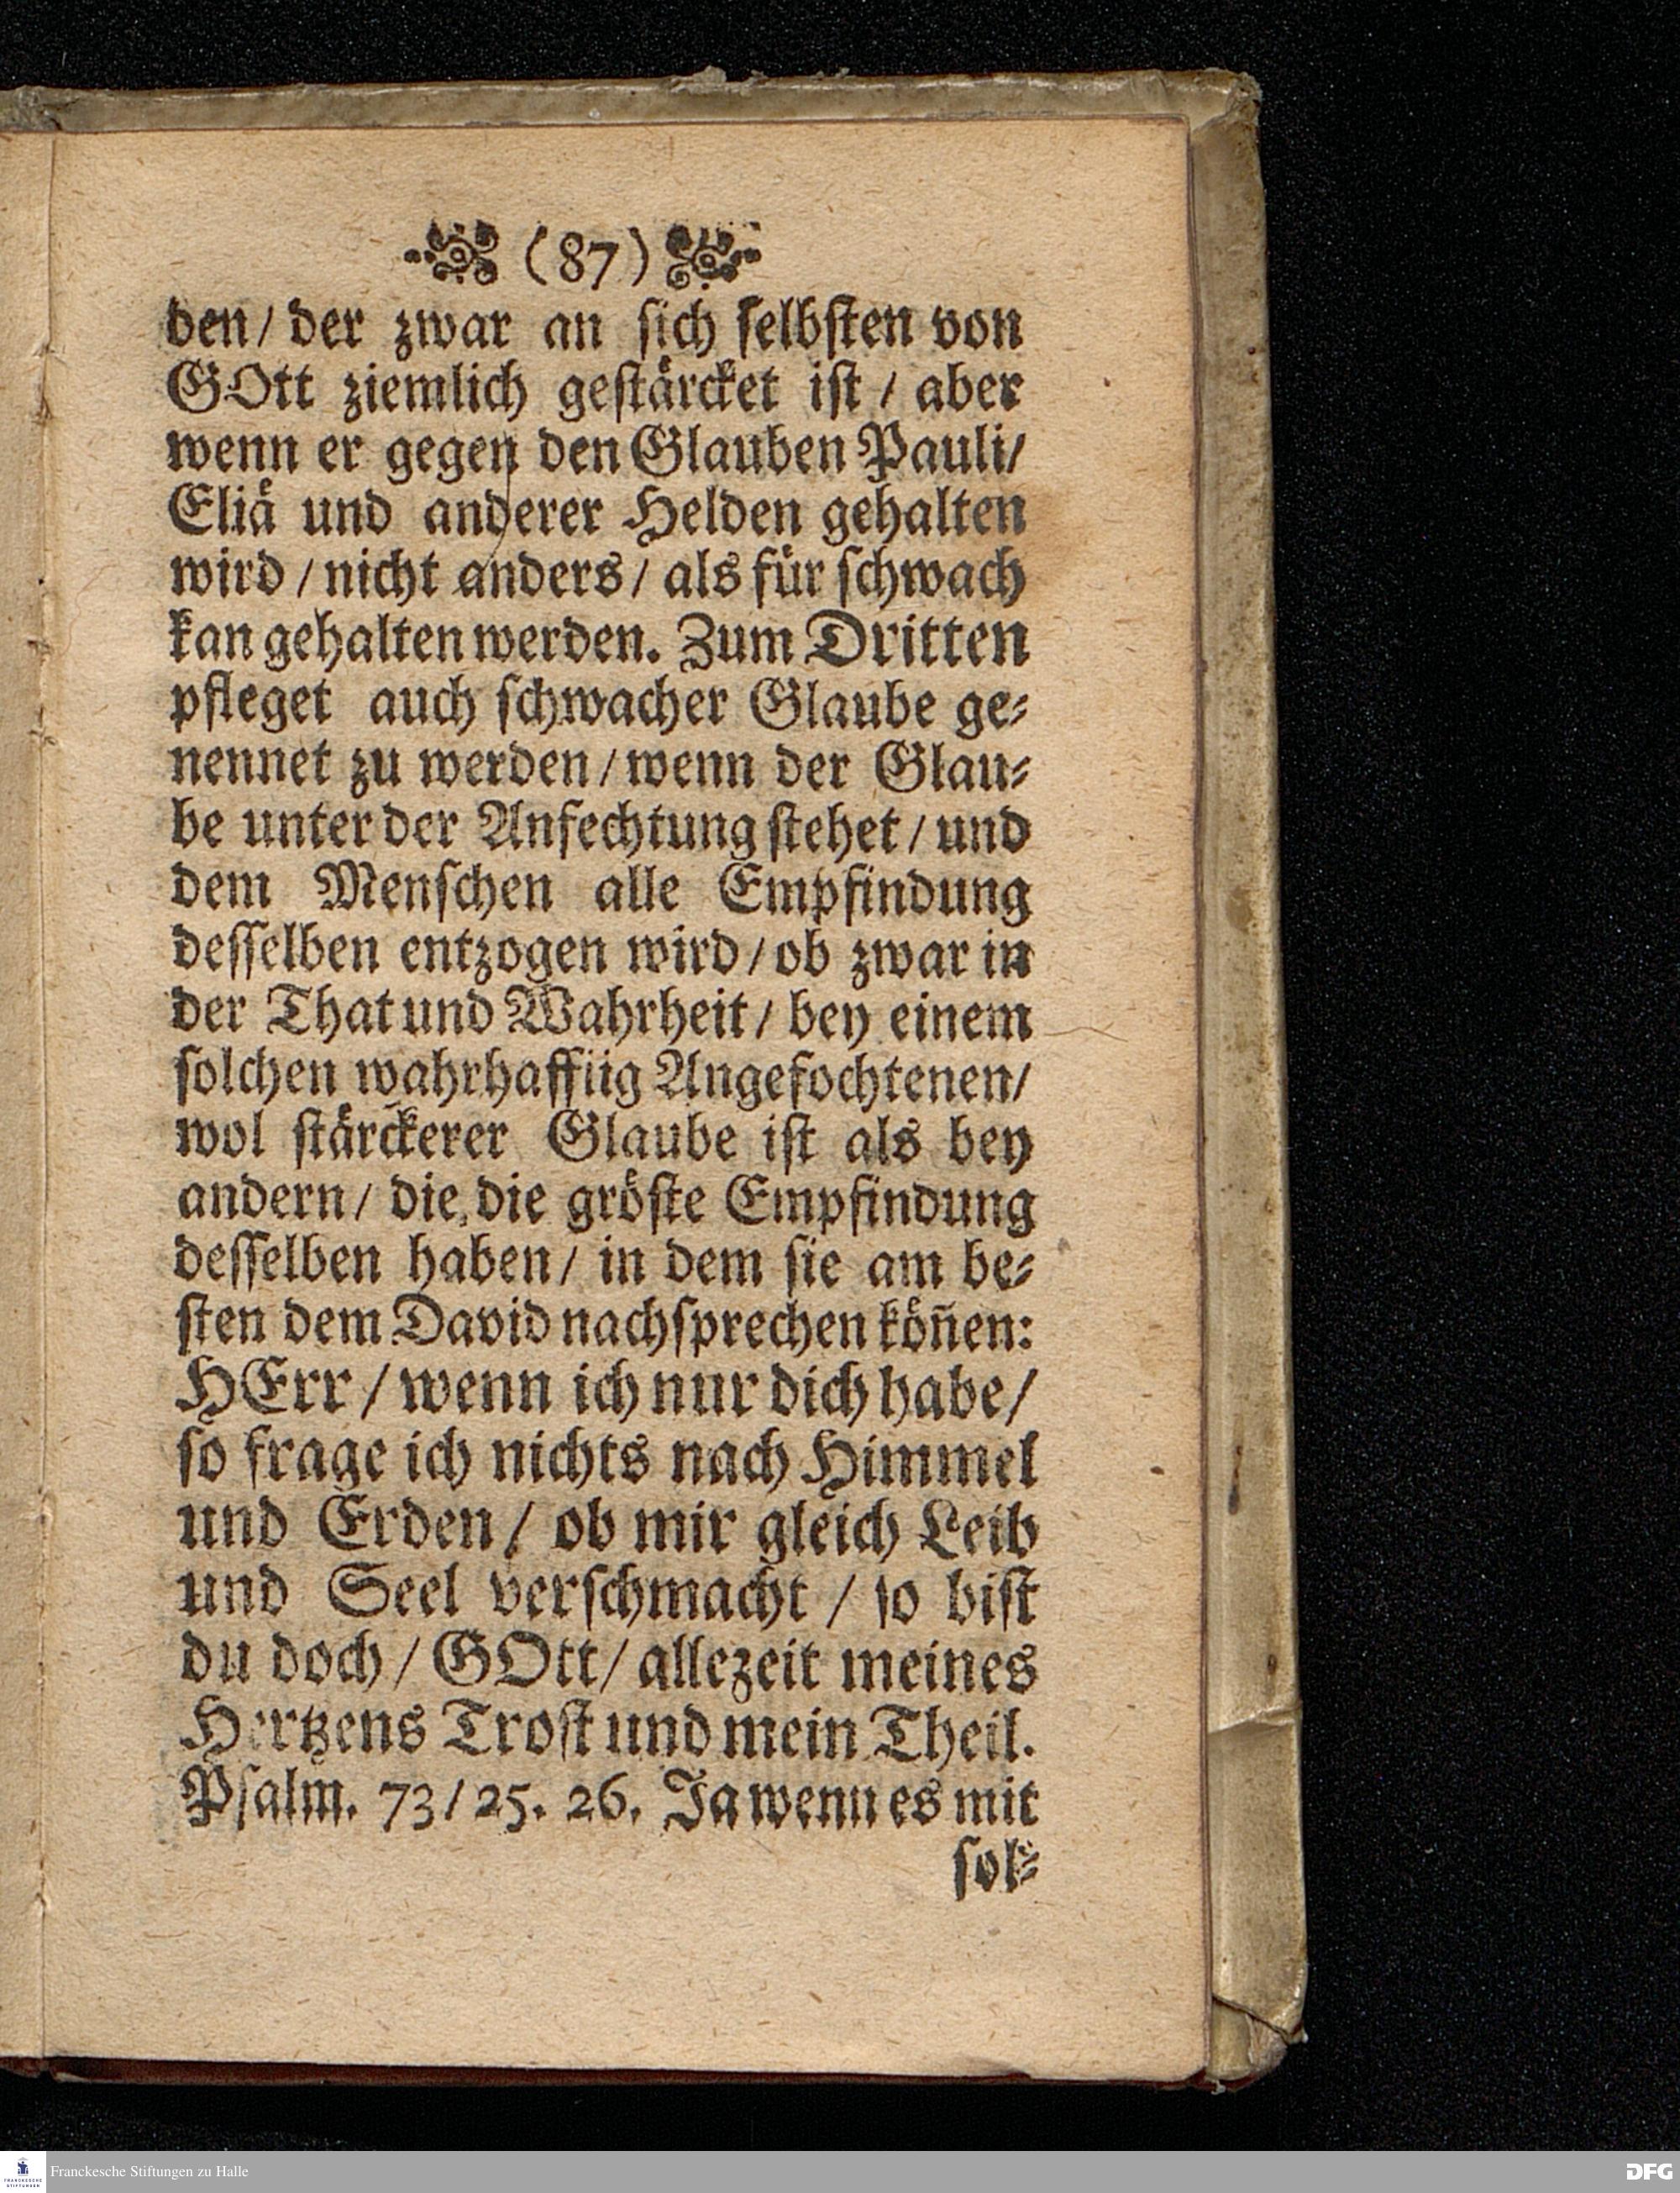 (87)
den/ der zwar an sich selbsten von
GOtt ziemlich gestärcket ist / aber
wenn er gegen den Glauben Pauli/
Eliä und anderer Helden gehalten
wird / nicht anders / als für schwach
kan gehalten werden. Zum Dritten
pfleget auch schwacher Glaube ge-
nennet zu werden / wenn der Glau-
be unter der Anfechtung stehet / und
dem Menschen alle Empfindung
desselben entzogen wird / ob zwar in
der That und Wahrheit / bey einem
solchen wahrhafftig Angefochtenen/
wol stärckerer Glaube ist als bey
andern / die, die gröste Empfindung
desselben haben / in dem sie am be-
sten dem David nachsprechen köñen:
HErr / wenn ich nur dich habe /
so frage ich nichts nach Himmel
und Erden / ob mir gleich Leib
und Seel verschmacht / so bist
du doch / GOtt / allezeit meines
Hertzens Trost und mein Theil.
Psalm. 73 / 25. 26. Ja wenn es mit
sol-
FRANCKESCHE STIFTUNGEN
Franckesche Stiftungen zu Halle
DFG